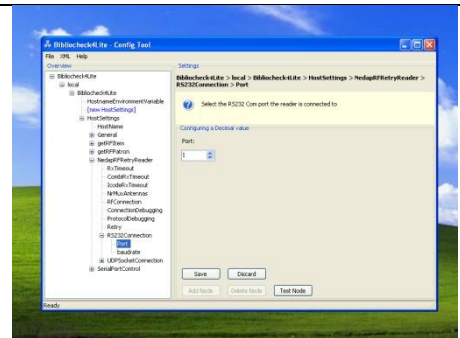 Bibliocheck4Lite - Config Tool
File XML Help
Overview
Bibliocheck4Lite
local
Bibliocheck4Lite
HostnameEnvironmentVariable
[new HostSettings]
HostSettings
HostName
General
getRFItem
getRFPatron
NedapRFRetryReader
RxTimeout
CombiRxTimeout
IcodeRxTimeout
NrMuxAntennas
RfConnection
ConnectionDebugging
ProtocolDebugging
Retry
RS232Connection
Port
baudrate
UDPSocketConnection
SerialPortControl
Settings
Bibliocheck4Lite > local > Bibliocheck4Lite > HostSettings > NedapRFRetryReader >
RS232Connection > Port
Select the RS232 Com port the reader is connected to
Configuring a Decimal value
Port:
1
Save Discard
Add Node Delete Node Test Node
Ready